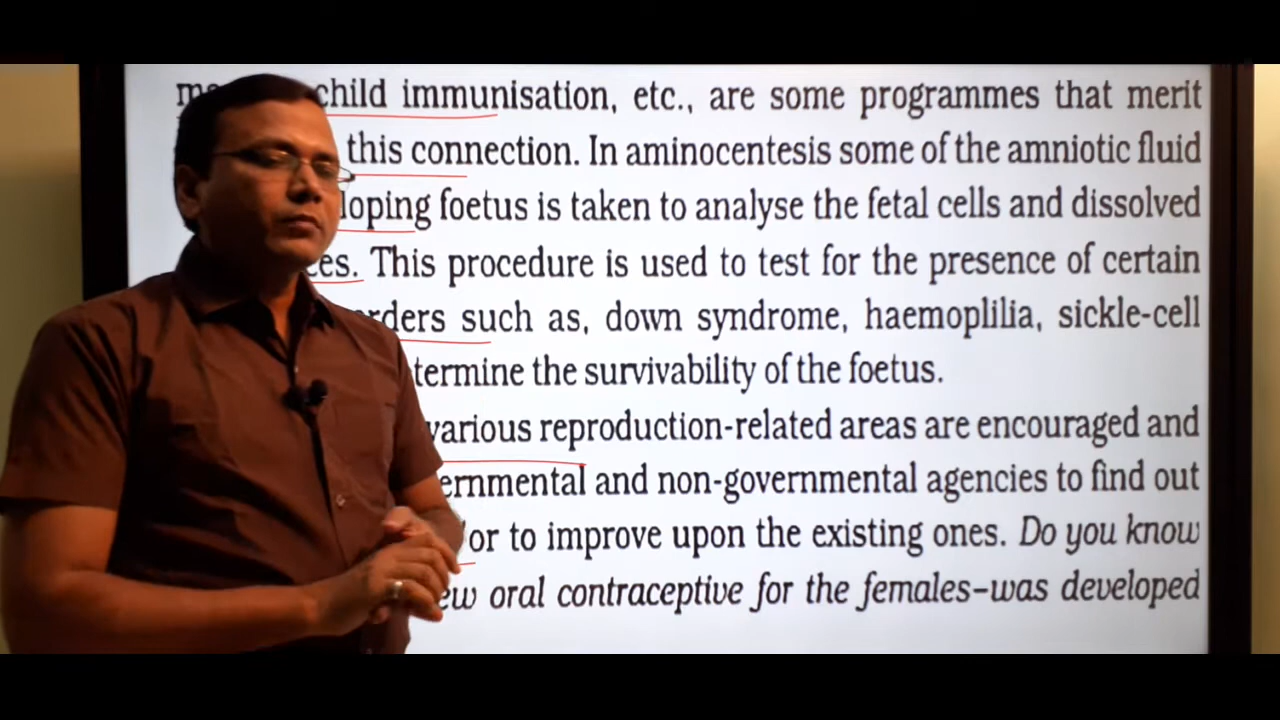 child immunisation, etc., are some programmes that merit
this connection. In aminocentesis some of the amniotic fluid
loping foetus is taken to analyse the fetal cells and dissolved
ces. This procedure is used to test for the presence of certain
rders such as, down syndrome, haemoplilia, sickle-cell
termine the survivability of the foetus.
various reproduction-related areas are encouraged and
ernmental and non-governmental agencies to find out
or to improve upon the existing ones. Do you know
ew oral contraceptive for the females–was developed